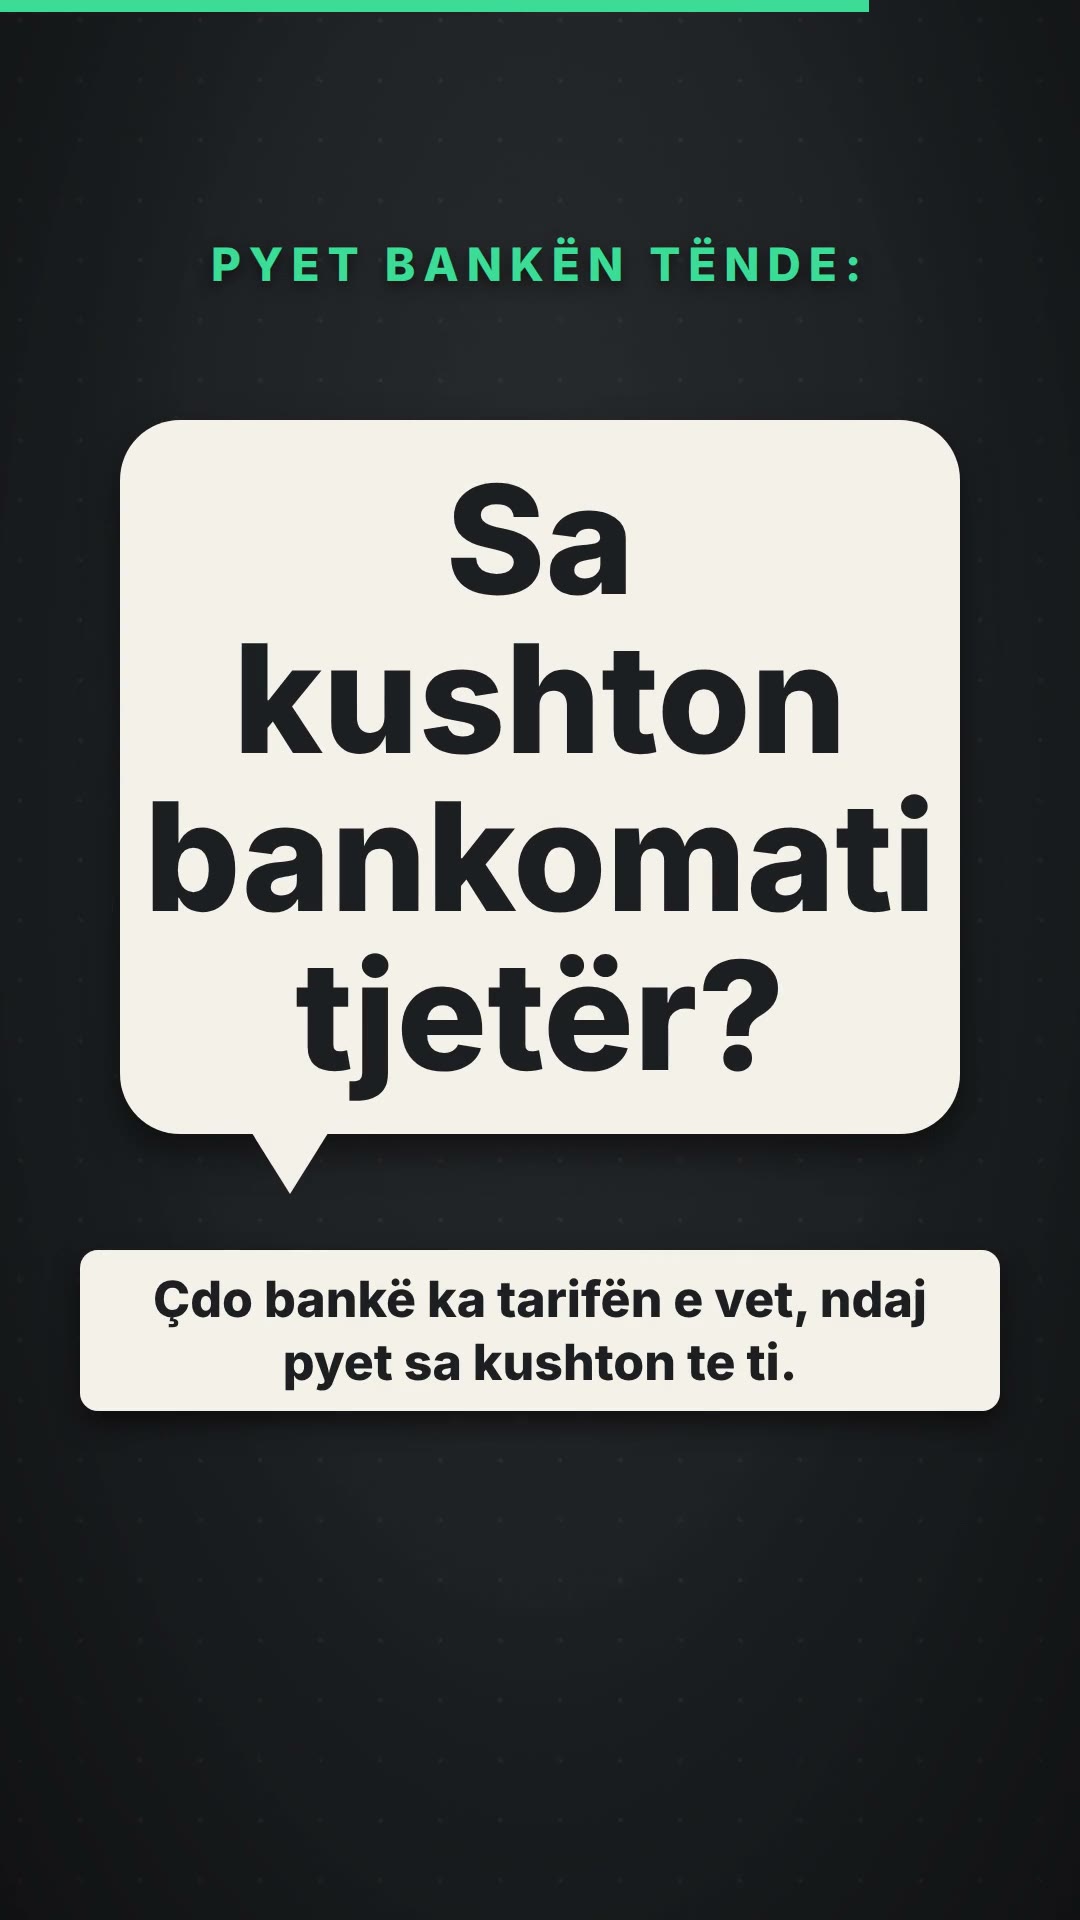 PYET BANKËN TËNDE:
Sa
kushton
bankomati
tjetër?
Çdo bankë ka tarifën e vet, ndaj
pyet sa kushton te ti.